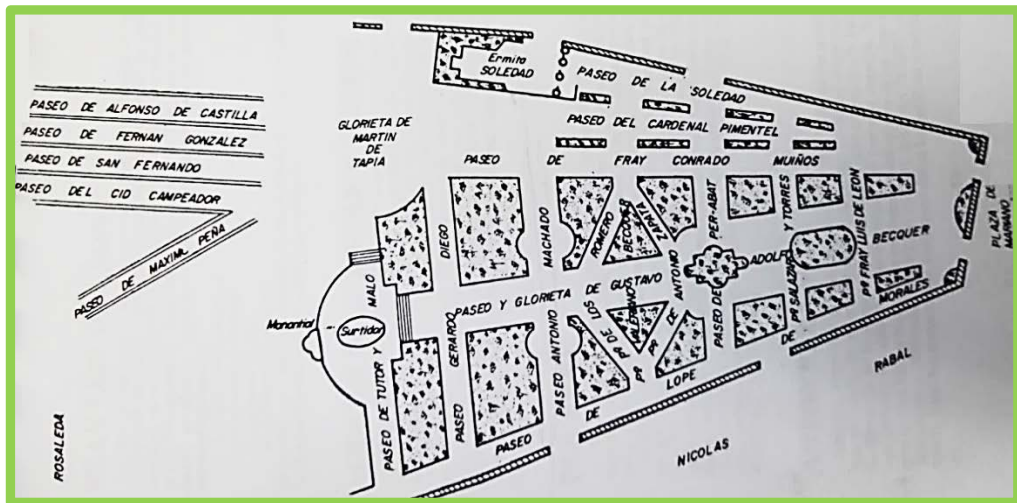 Ermita
SOLEDAD
PASEO DE LA SOLEDAD
PASEO DEL CARDENAL PIMENTEL
PASEO DE FRAY CONRADO MUIÑOS
GLORIETA DE
MARTIN
DE
TAPIA
PASEO DE ALFONSO DE CASTILLA
PASEO DE FERNAN GONZALEZ
PASEO DE SAN FERNANDO
PASEO DEL CID CAMPEADOR
PASEO DE MAXIMI. PEÑA
PASEO DE TUTOR Y MALO
PASEO GERARDO DIEGO
PASEO ANTONIO MACHADO
Pº DE LOS
ROMERO
BECQUER
VALERIANO
Pº DE ANTONIO
ZAPATA
PASEO DE PER-ABAT
Pº SALAZAR Y TORRES
Pº FRAY LUIS DE LEON
PASEO Y GLORIETA DE GUSTAVO
ADOLFO
BECQUER
PLAZA DE
MARIANO
Manantial
Surtidor
PASEO DE LOPE DE MORALES
ROSALEDA
NICOLAS
RABAL